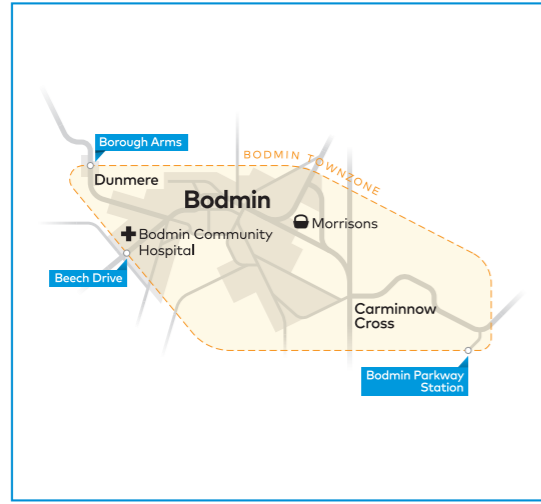 Borough Arms
BODMIN TOWNZONE
Dunmere
Bodmin
Morrisons
Bodmin Community
Hospital
Beech Drive
Carminnow
Cross
Bodmin Parkway
Station